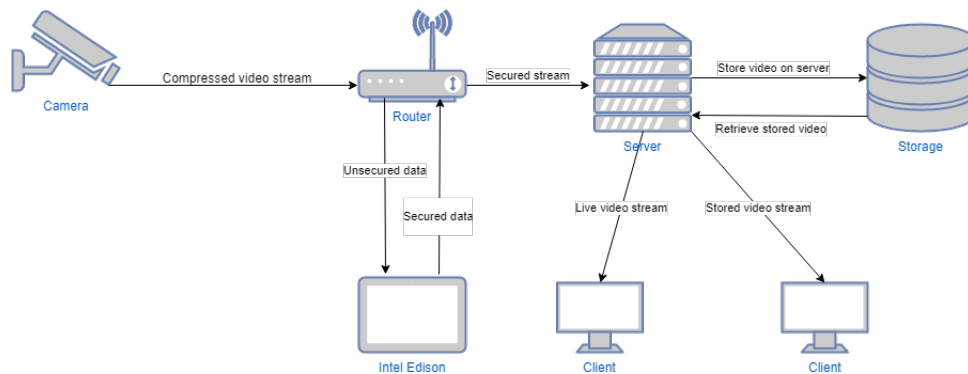 Compressed video stream
Camera
Router
Secured stream
Server
Store video on server
Retrieve stored video
Storage
Unsecured data
Secured data
Live video stream
Stored video stream
Intel Edison
Client
Client